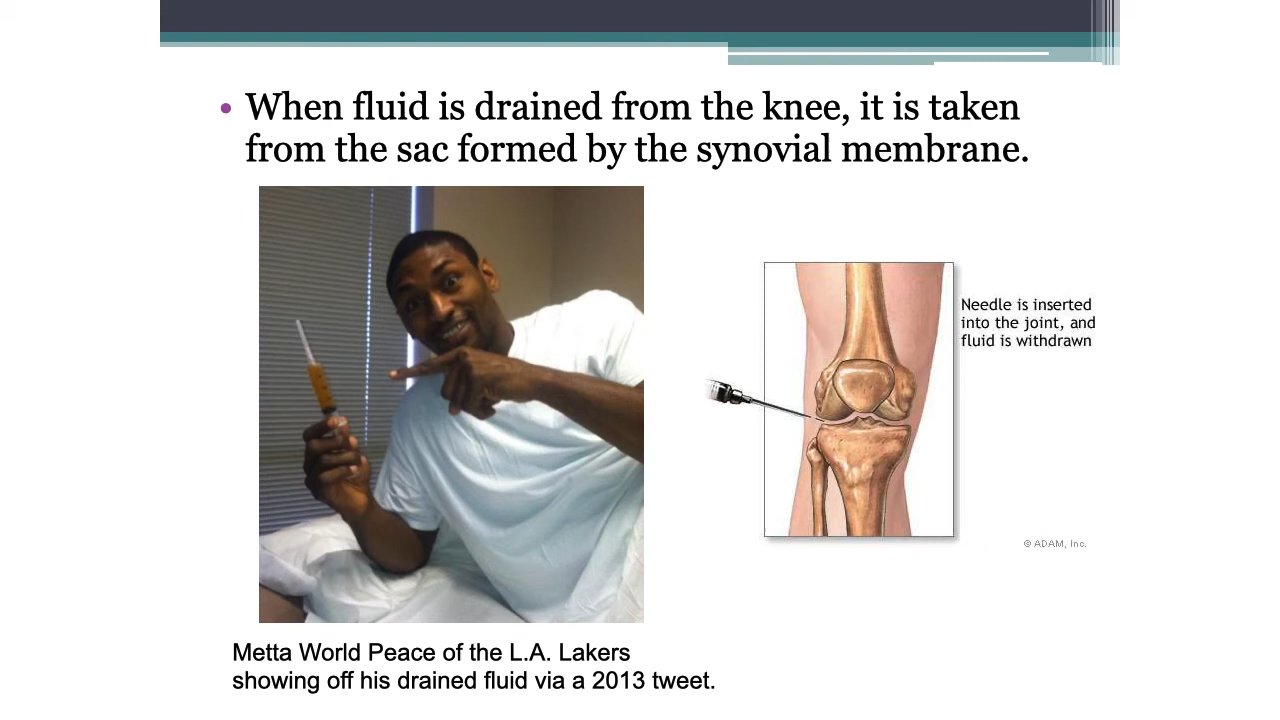 • When fluid is drained from the knee, it is taken
from the sac formed by the synovial membrane.
Needle is inserted
into the joint, and
fluid is withdrawn
© ADAM, Inc.
Metta World Peace of the L.A. Lakers
showing off his drained fluid via a 2013 tweet.